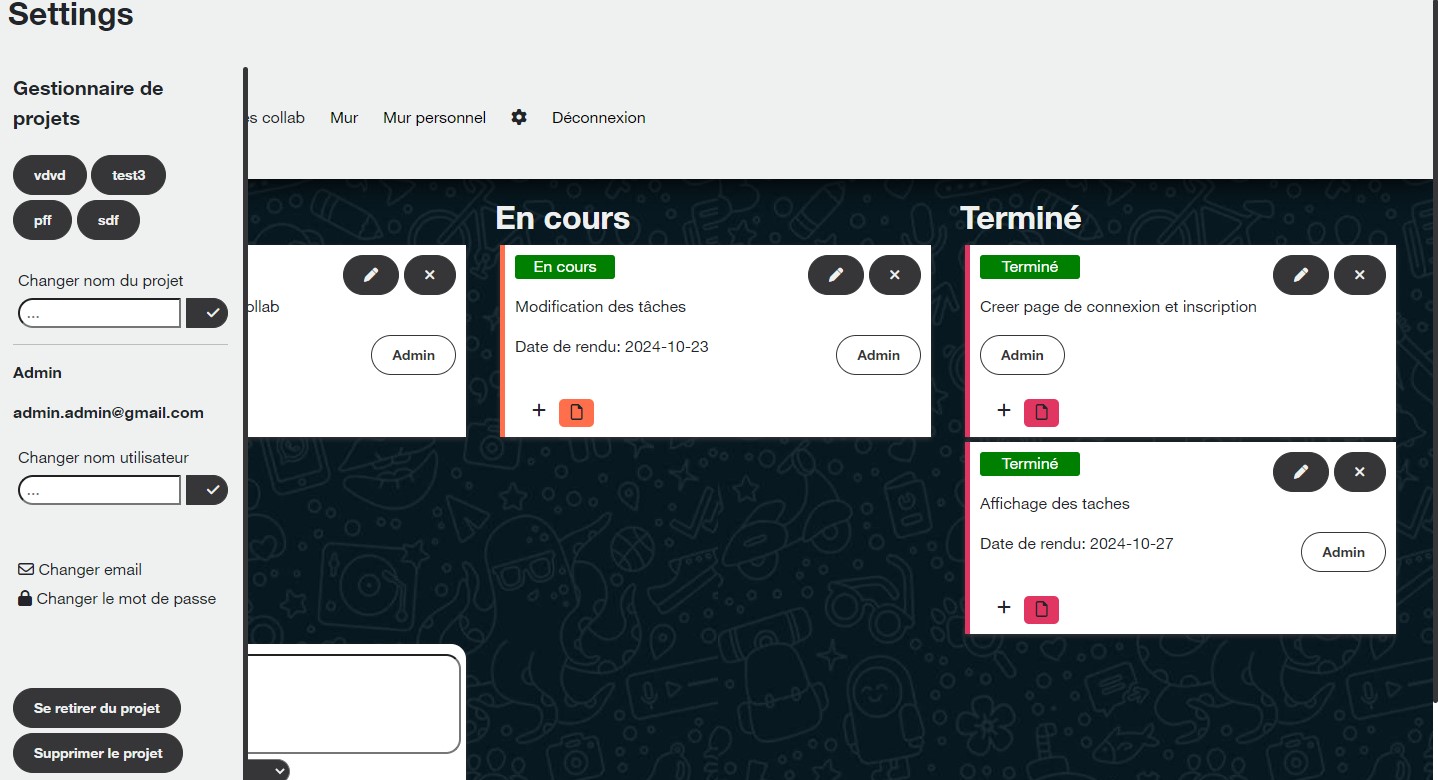 Settings
Gestionnaire de
projets
vdvd test3
pff sdf
Changer nom du projet
...
Admin
admin.admin@gmail.com
Changer nom utilisateur
...
Changer email
Changer le mot de passe
Se retirer du projet
Supprimer le projet
collab Mur Mur personnel Déconnexion
Admin
En cours
En cours
Modification des tâches
Date de rendu: 2024-10-23
Admin
Terminé
Terminé
Creer page de connexion et inscription
Admin
Terminé
Affichage des taches
Date de rendu: 2024-10-27
Admin